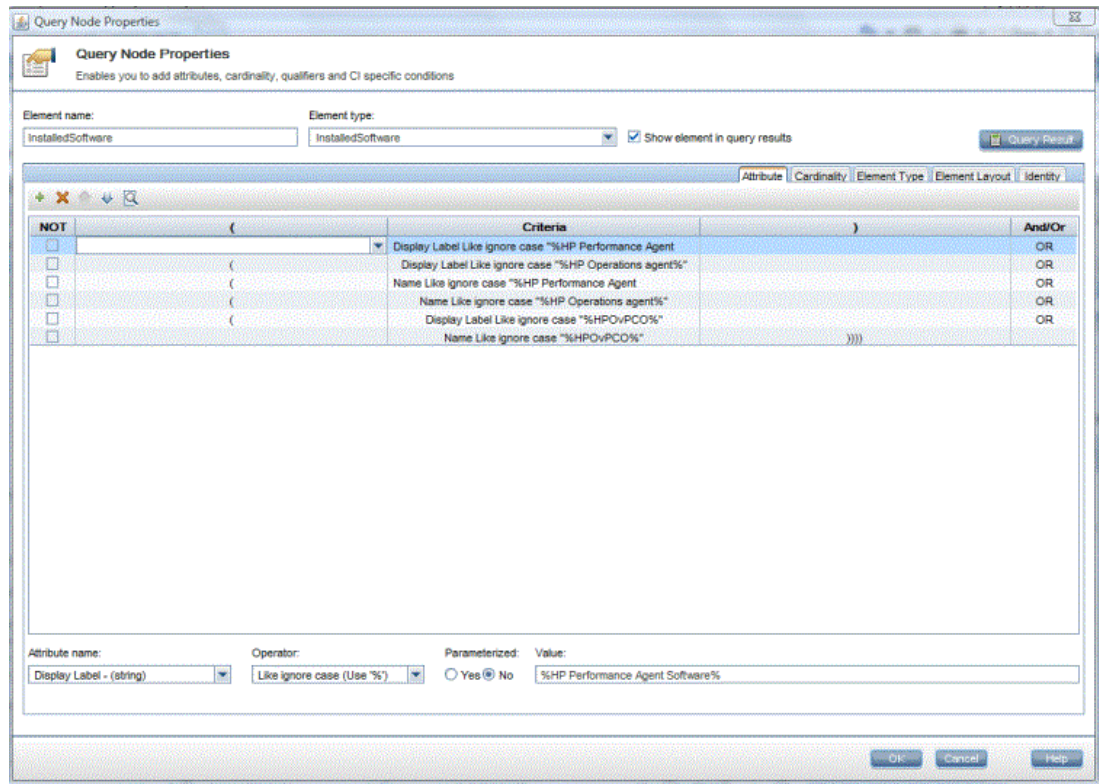 Query Node Properties
Query Node Properties
Enables you to add attributes, cardinality, qualifiers and CI specific conditions
Element name:
Element type:
InstalledSoftware
InstalledSoftware
Show element in query results
Query Result
Attribute Cardinality Element Type Element Layout Identity
NOT ( Criteria ) And/Or
Display Label Like ignore case "%HP Performance Agent OR
( Display Label Like ignore case "%HP Operations agent%" OR
( Name Like ignore case "%HP Performance Agent OR
( Name Like ignore case "%HP Operations agent%" OR
( Display Label Like ignore case "%HPOvPCO%" OR
Name Like ignore case "%HPOvPCO%" ))))
Attribute name: Operator: Parameterized: Value:
Display Label - (string) Like ignore case (Use '%') Yes No %HP Performance Agent Software%
OK Cancel Help